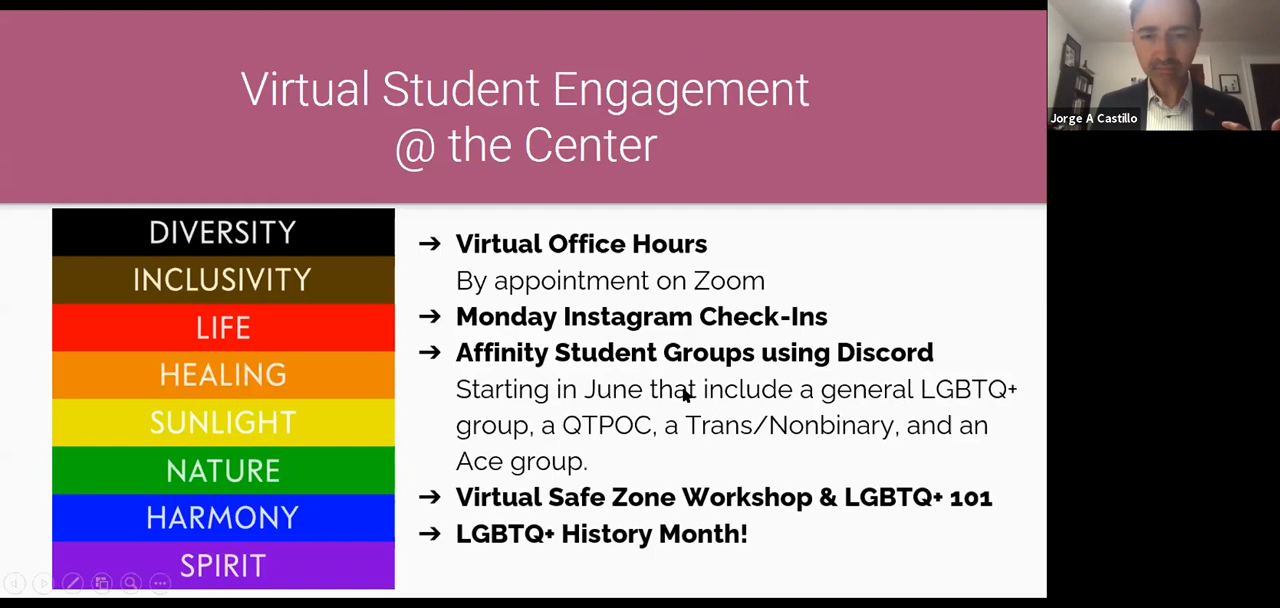 Virtual Student Engagement
@ the Center
Jorge A Castillo
DIVERSITY
INCLUSIVITY
LIFE
HEALING
SUNLIGHT
NATURE
HARMONY
SPIRIT
➔ Virtual Office Hours
By appointment on Zoom
➔ Monday Instagram Check-Ins
➔ Affinity Student Groups using Discord
Starting in June that include a general LGBTQ+
group, a QTPOC, a Trans/Nonbinary, and an
Ace group.
➔ Virtual Safe Zone Workshop & LGBTQ+ 101
➔ LGBTQ+ History Month!